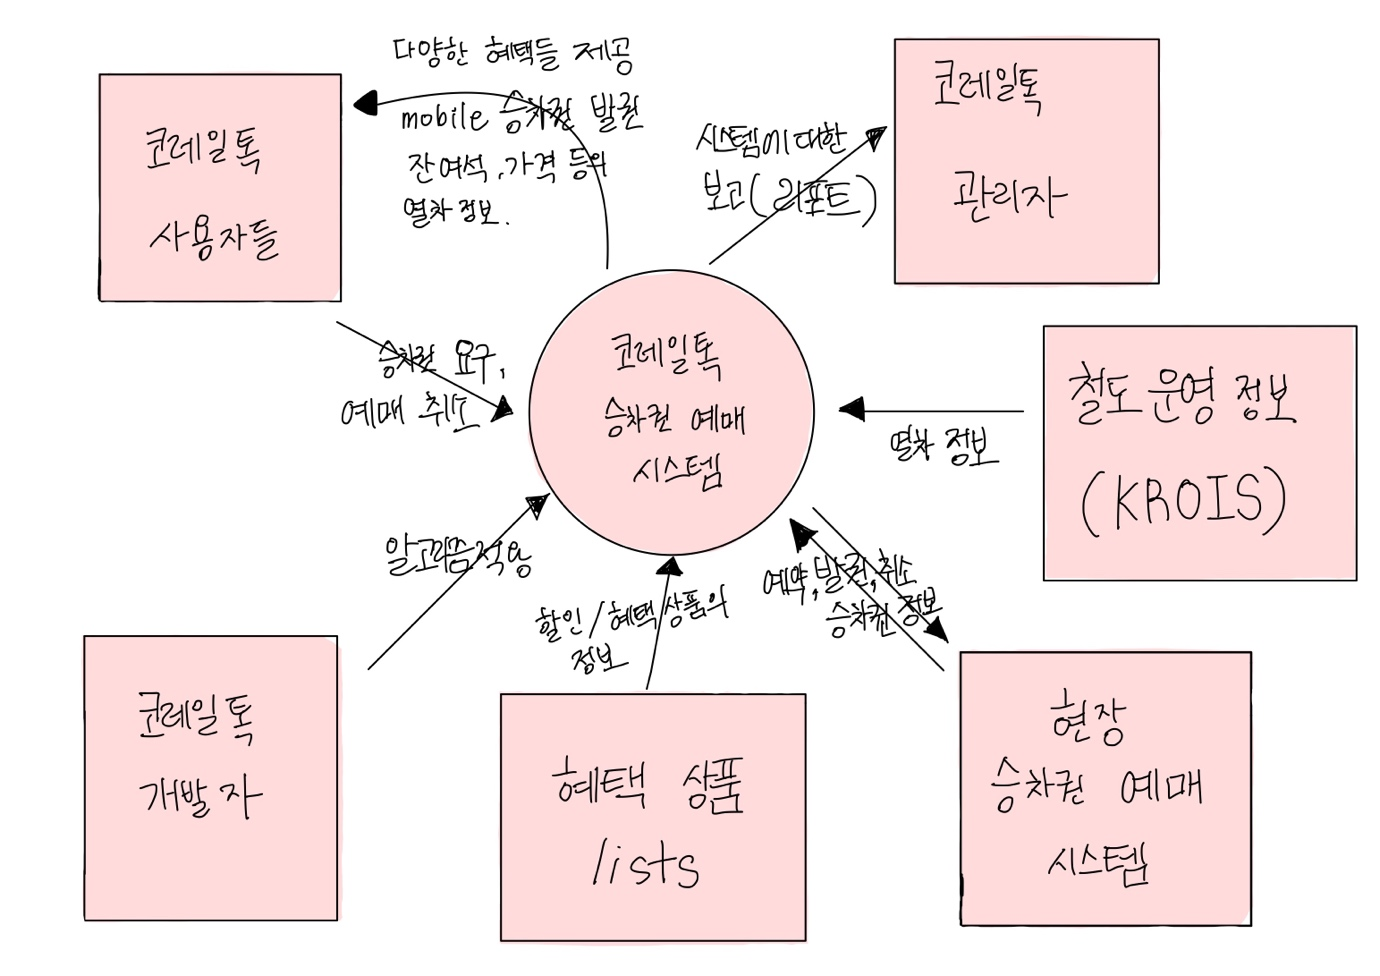 다양한 혜택들 제공
mobile 승차권 발권
잔여석, 가격 등의
열차 정보.
코레일톡
사용자들
시스템에 대한
보고(리포트)
코레일톡
관리자
승차권 요구,
예매 취소
코레일톡
승차권 예매
시스템
열차 정보
철도 운영 정보
(KROIS)
알고리즘 적용
할인/혜택 상품의
정보
예약,발권,취소
승차권 정보
코레일톡
개발자
혜택 상품
lists
현장
승차권 예매
시스템